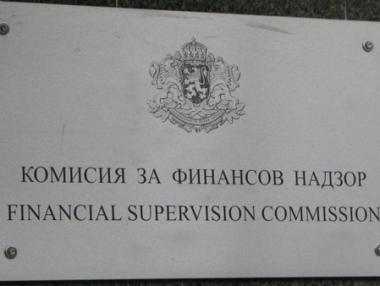 КОМИСИЯ ЗА ФИНАНСОВ НАДЗОР
FINANCIAL SUPERVISION COMMISSION